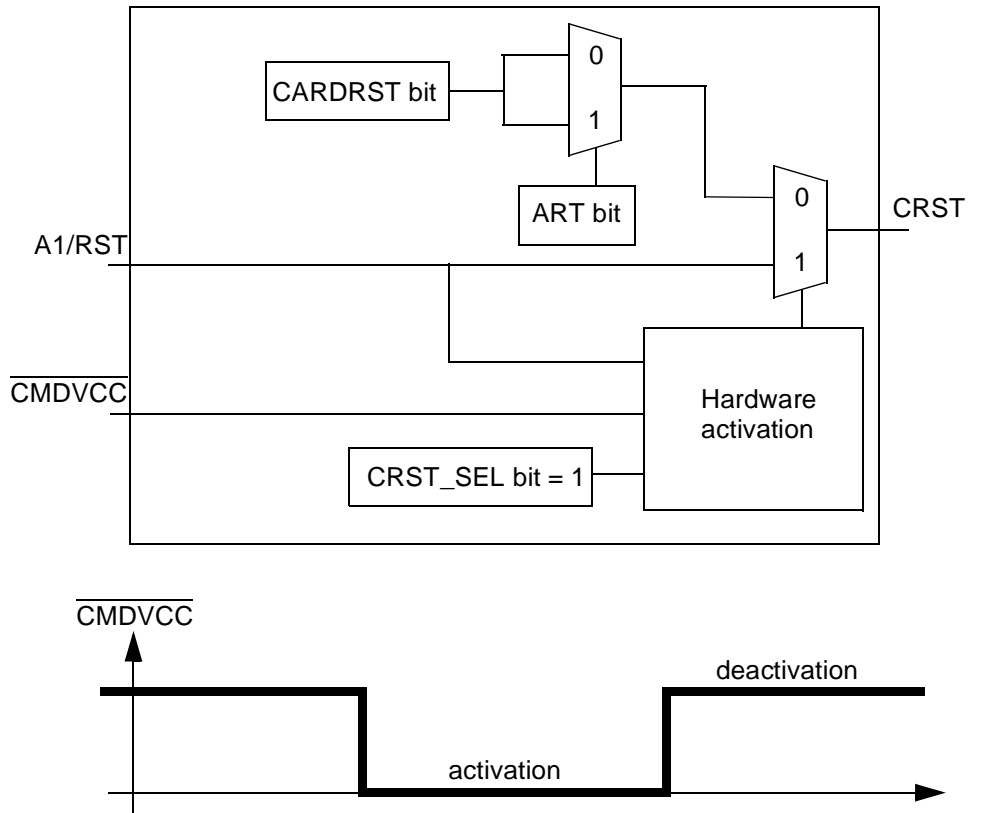 0
CARDRST bit
1
ART bit
0
CRST
A1/RST
1
CMDVCC
Hardware
activation
CRST_SEL bit = 1
CMDVCC
deactivation
activation